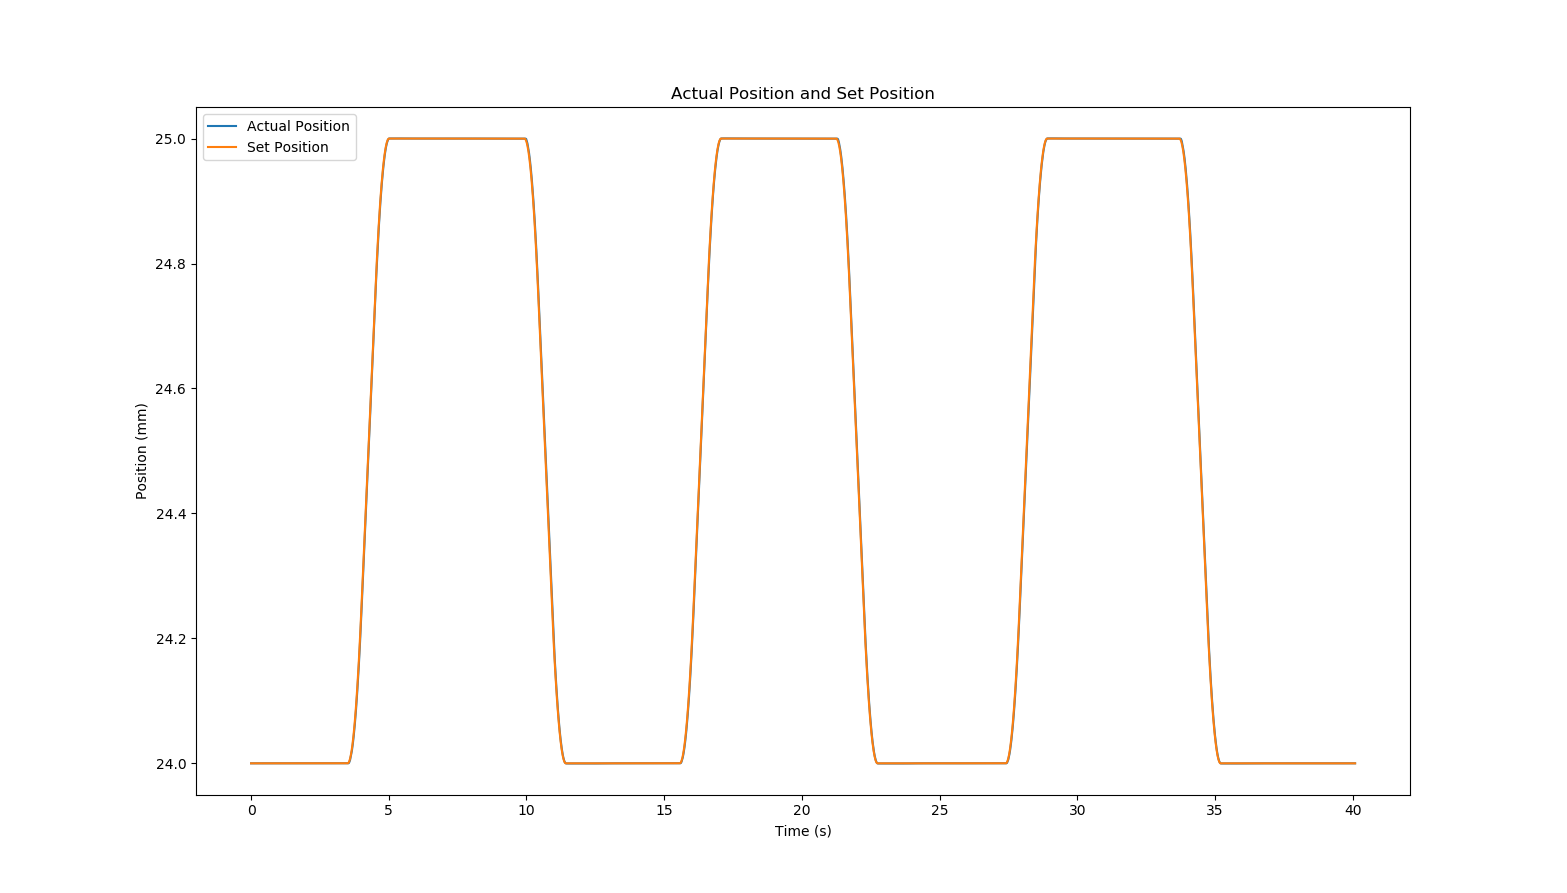 Actual Position and Set Position
Actual Position
Set Position
25.0
24.8
24.6
24.4
24.2
24.0
Position (mm)
0 5 10 15 20 25 30 35 40
Time (s)